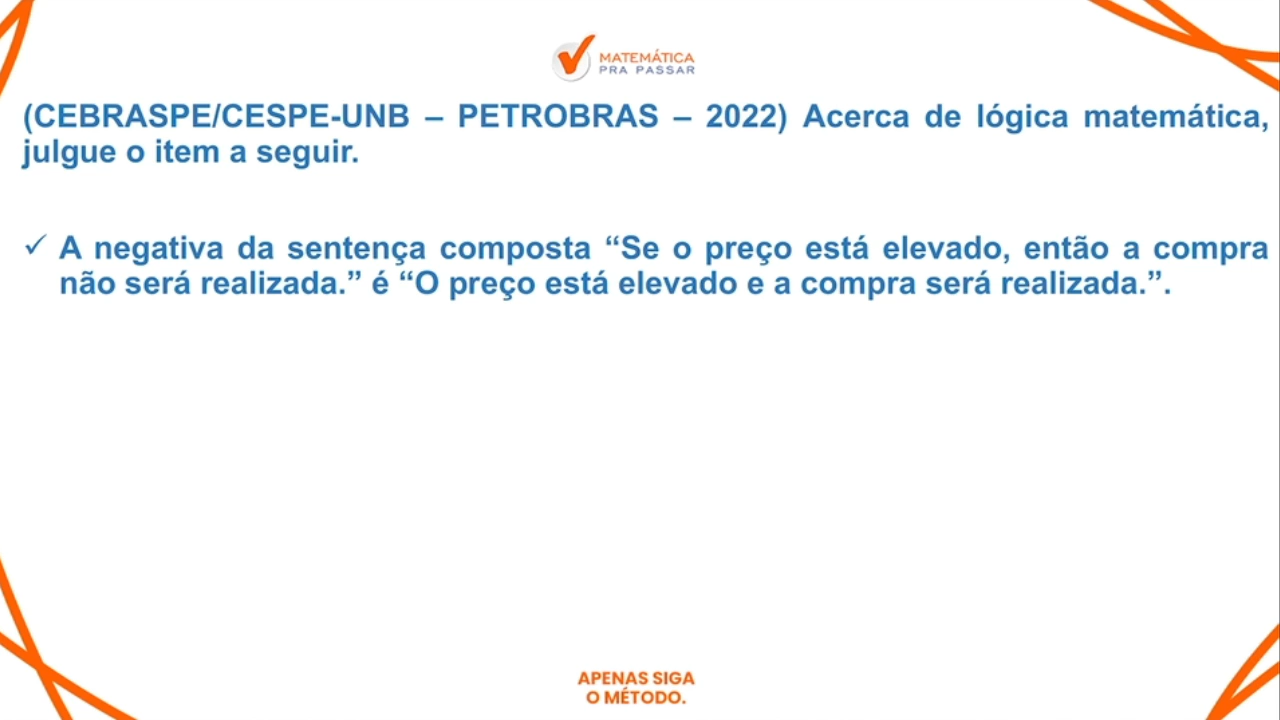 MATEMÁTICA
PRA PASSAR
(CEBRASPE/CESPE-UNB – PETROBRAS – 2022) Acerca de lógica matemática,
julgue o item a seguir.
✓ A negativa da sentença composta “Se o preço está elevado, então a compra
não será realizada.” é “O preço está elevado e a compra será realizada.”.
APENAS SIGA
O MÉTODO.